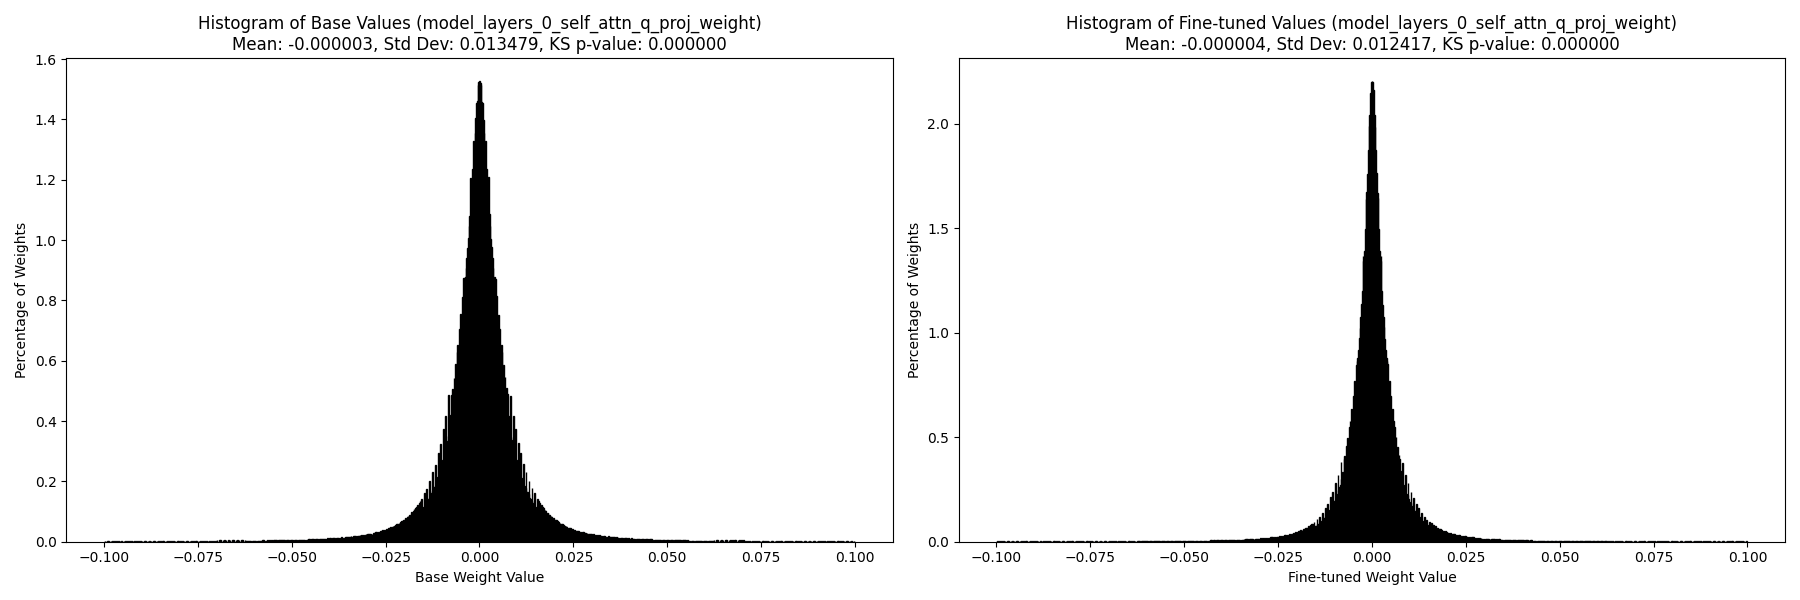 Histogram of Base Values (model_layers_0_self_attn_q_proj_weight)
Mean: -0.000003, Std Dev: 0.013479, KS p-value: 0.000000
1.6
1.4
1.2
1.0
0.8
0.6
0.4
0.2
0.0
Percentage of Weights
−0.100 −0.075 −0.050 −0.025 0.000 0.025 0.050 0.075 0.100
Base Weight Value
Histogram of Fine-tuned Values (model_layers_0_self_attn_q_proj_weight)
Mean: -0.000004, Std Dev: 0.012417, KS p-value: 0.000000
2.0
1.5
1.0
0.5
0.0
Percentage of Weights
−0.100 −0.075 −0.050 −0.025 0.000 0.025 0.050 0.075 0.100
Fine-tuned Weight Value